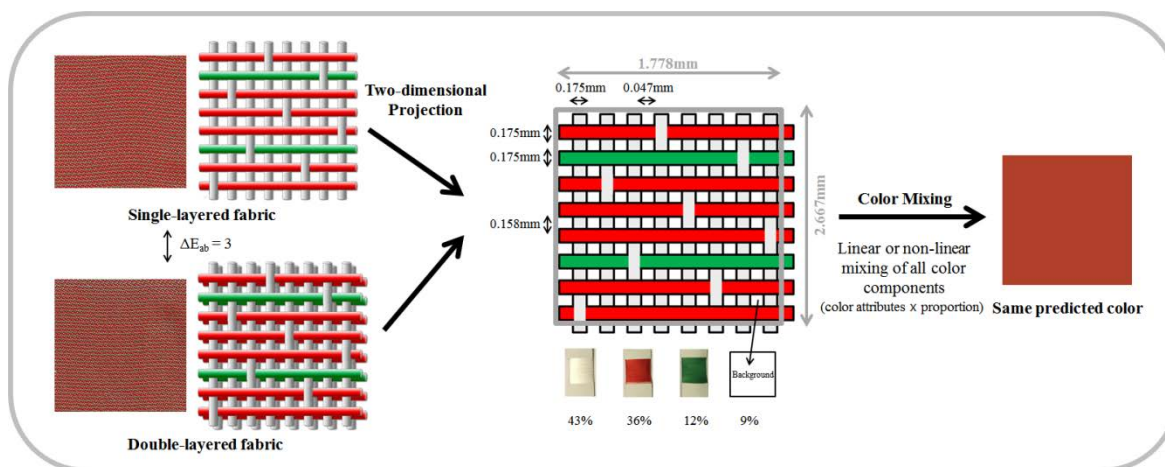 Single-layered fabric
ΔEab = 3
Double-layered fabric
Two-dimensional
Projection
1.778mm
0.175mm
0.047mm
0.175mm
0.175mm
0.158mm
2.667mm
Background
43%
36%
12%
9%
Color Mixing
Linear or non-linear
mixing of all color
components
(color attributes x proportion)
Same predicted color